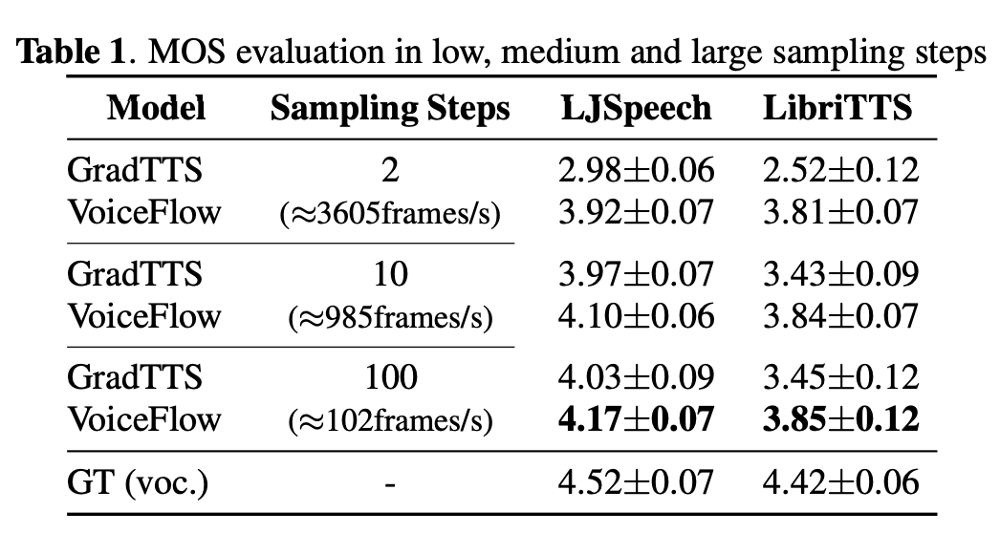 Table 1. MOS evaluation in low, medium and large sampling steps
Model Sampling Steps LJSpeech LibriTTS
GradTTS 2 2.98±0.06 2.52±0.12
VoiceFlow (≈3605frames/s) 3.92±0.07 3.81±0.07
GradTTS 10 3.97±0.07 3.43±0.09
VoiceFlow (≈985frames/s) 4.10±0.06 3.84±0.07
GradTTS 100 4.03±0.09 3.45±0.12
VoiceFlow (≈102frames/s) 4.17±0.07 3.85±0.12
GT (voc.) - 4.52±0.07 4.42±0.06